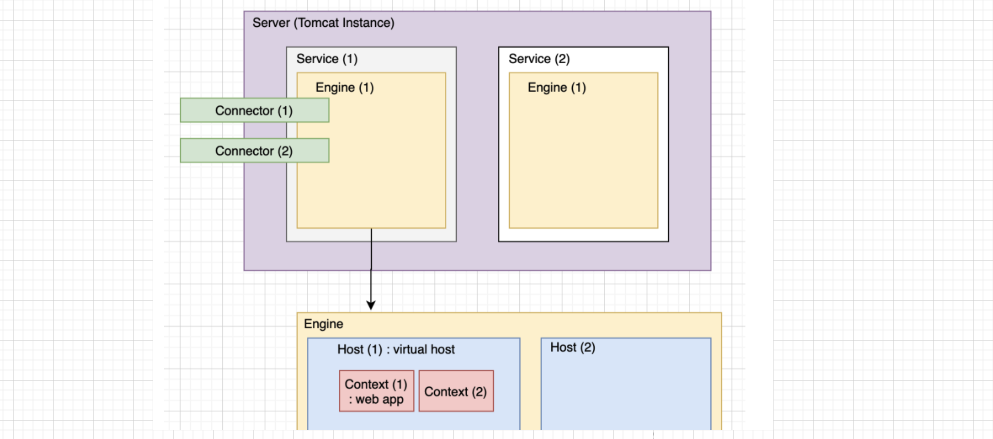 Server (Tomcat Instance)
Service (1)
Service (2)
Engine (1)
Engine (1)
Connector (1)
Connector (2)
Engine
Host (1) : virtual host
Host (2)
Context (1)
: web app
Context (2)